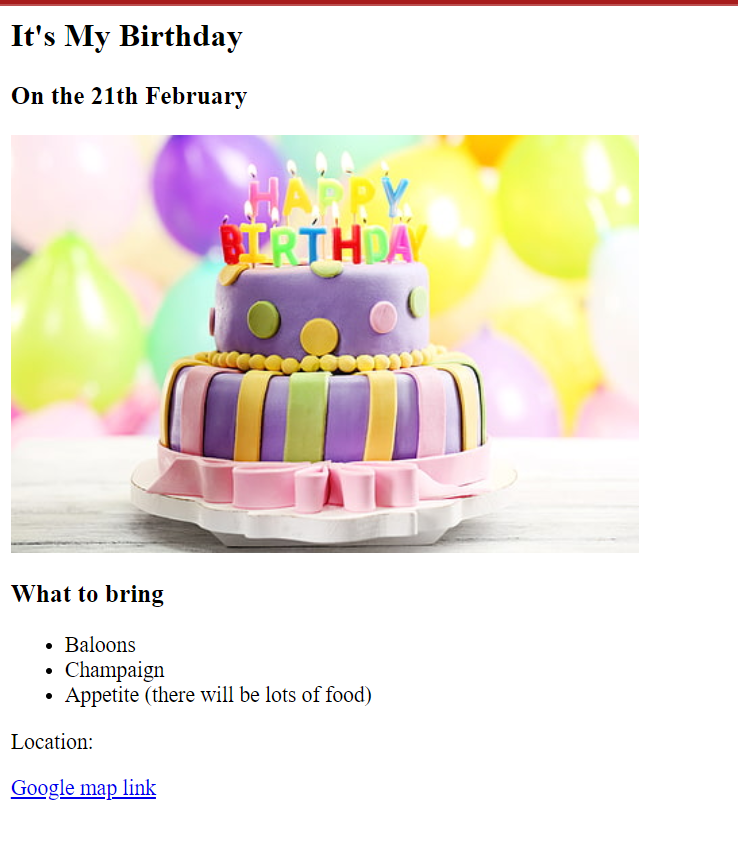 It's My Birthday
On the 21th February
HAPPY
BIRTHDAY
What to bring
Baloons
Champaign
Appetite (there will be lots of food)
Location:
Google map link